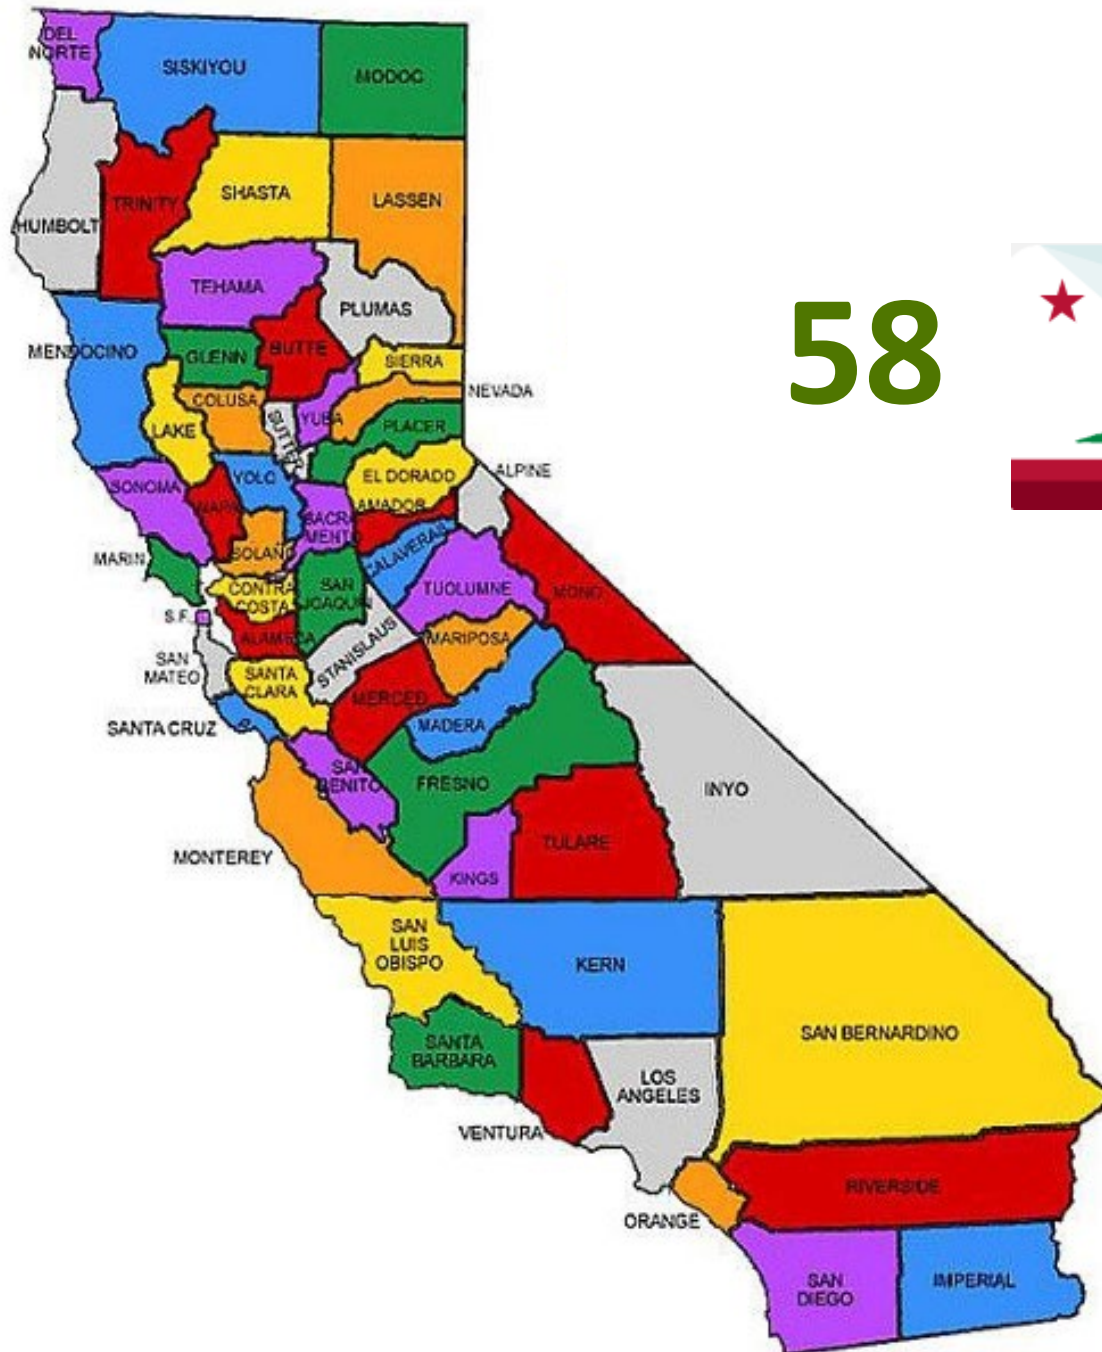 DEL
NORTE
SISKIYOU
MODOC
HUMBOLT
TRINITY
SHASTA
LASSEN
TEHAMA
PLUMAS
58
MENDOCINO
GLENN
BUTTE
SIERRA
NEVADA
COLUSA
LAKE
SUTTER
YUBA
PLACER
SONOMA
YOLO
EL DORADO
ALPINE
NAPA
SACRA
MENTO
AMADOR
MARIN
SOLANO
CALAVERAS
CONTRA
COSTA
SAN
JOAQUIN
TUOLUMNE
MONO
S.F.
ALAMEDA
STANISLAUS
MARIPOSA
SAN
MATEO
SANTA
CLARA
MERCED
SANTA CRUZ
MADERA
SAN
BENITO
FRESNO
INYO
MONTEREY
KINGS
TULARE
SAN
LUIS
OBISPO
KERN
SAN BERNARDINO
SANTA
BARBARA
LOS
ANGELES
VENTURA
RIVERSIDE
ORANGE
SAN
DIEGO
IMPERIAL